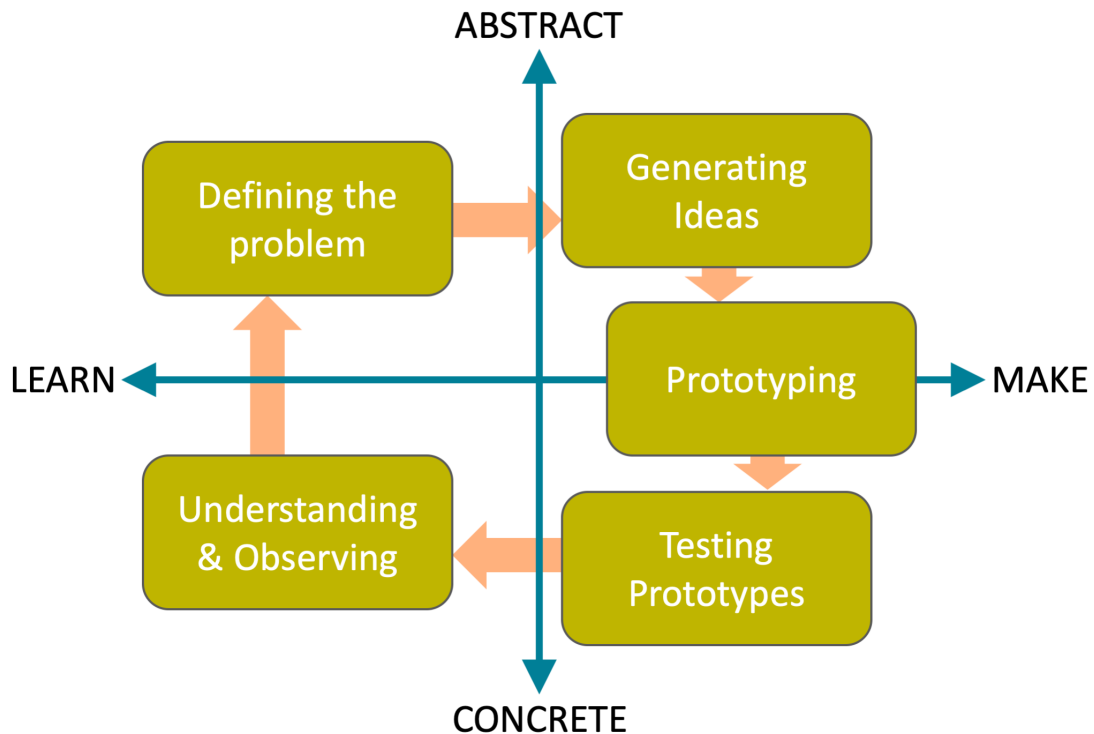 ABSTRACT
Generating
Ideas
Defining the
problem
LEARN
Prototyping
MAKE
Understanding
& Observing
Testing
Prototypes
CONCRETE